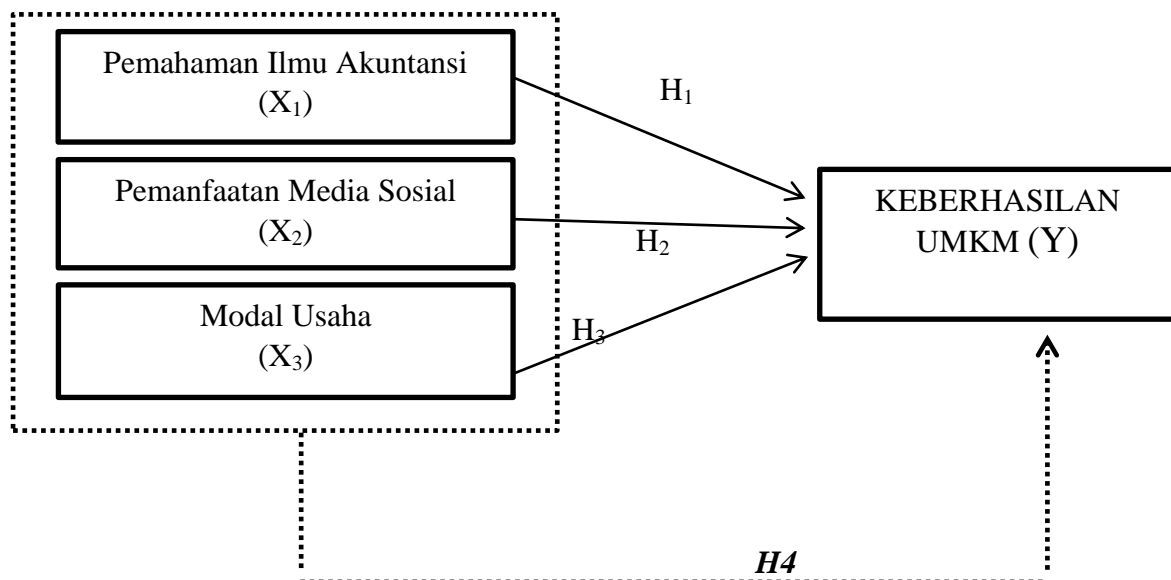 Pemahaman Ilmu Akuntansi
(X₁)
H₁
Pemanfaatan Media Sosial
(X₂)
H₂
Modal Usaha
(X₃)
H₃
KEBERHASILAN
UMKM (Y)
H4